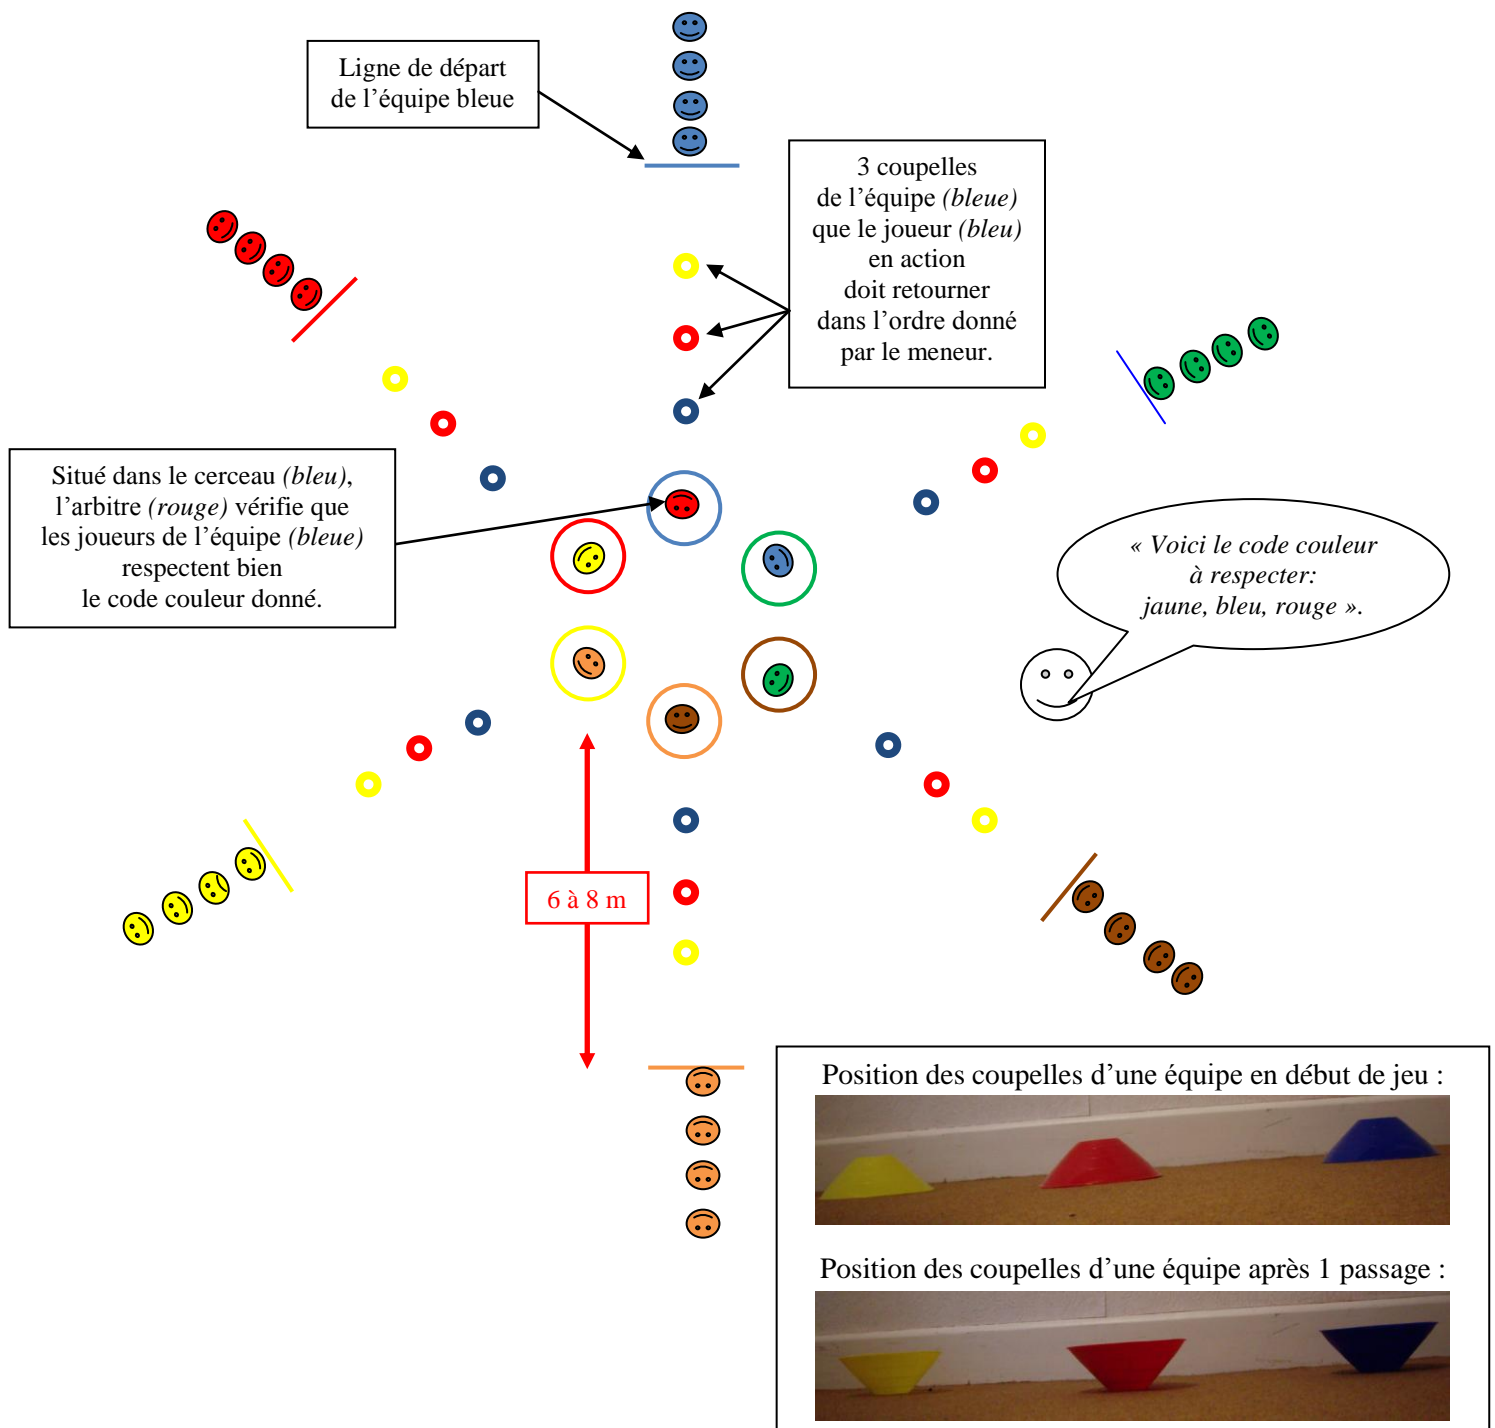 Ligne de départ
de l’équipe bleue
3 coupelles
de l’équipe (bleue)
que le joueur (bleu)
en action
doit retourner
dans l’ordre donné
par le meneur.
Situé dans le cerceau (bleu),
l’arbitre (rouge) vérifie que
les joueurs de l’équipe (bleue)
respectent bien
le code couleur donné.
« Voici le code couleur
à respecter:
jaune, bleu, rouge ».
6 à 8 m
Position des coupelles d’une équipe en début de jeu :
Position des coupelles d’une équipe après 1 passage :